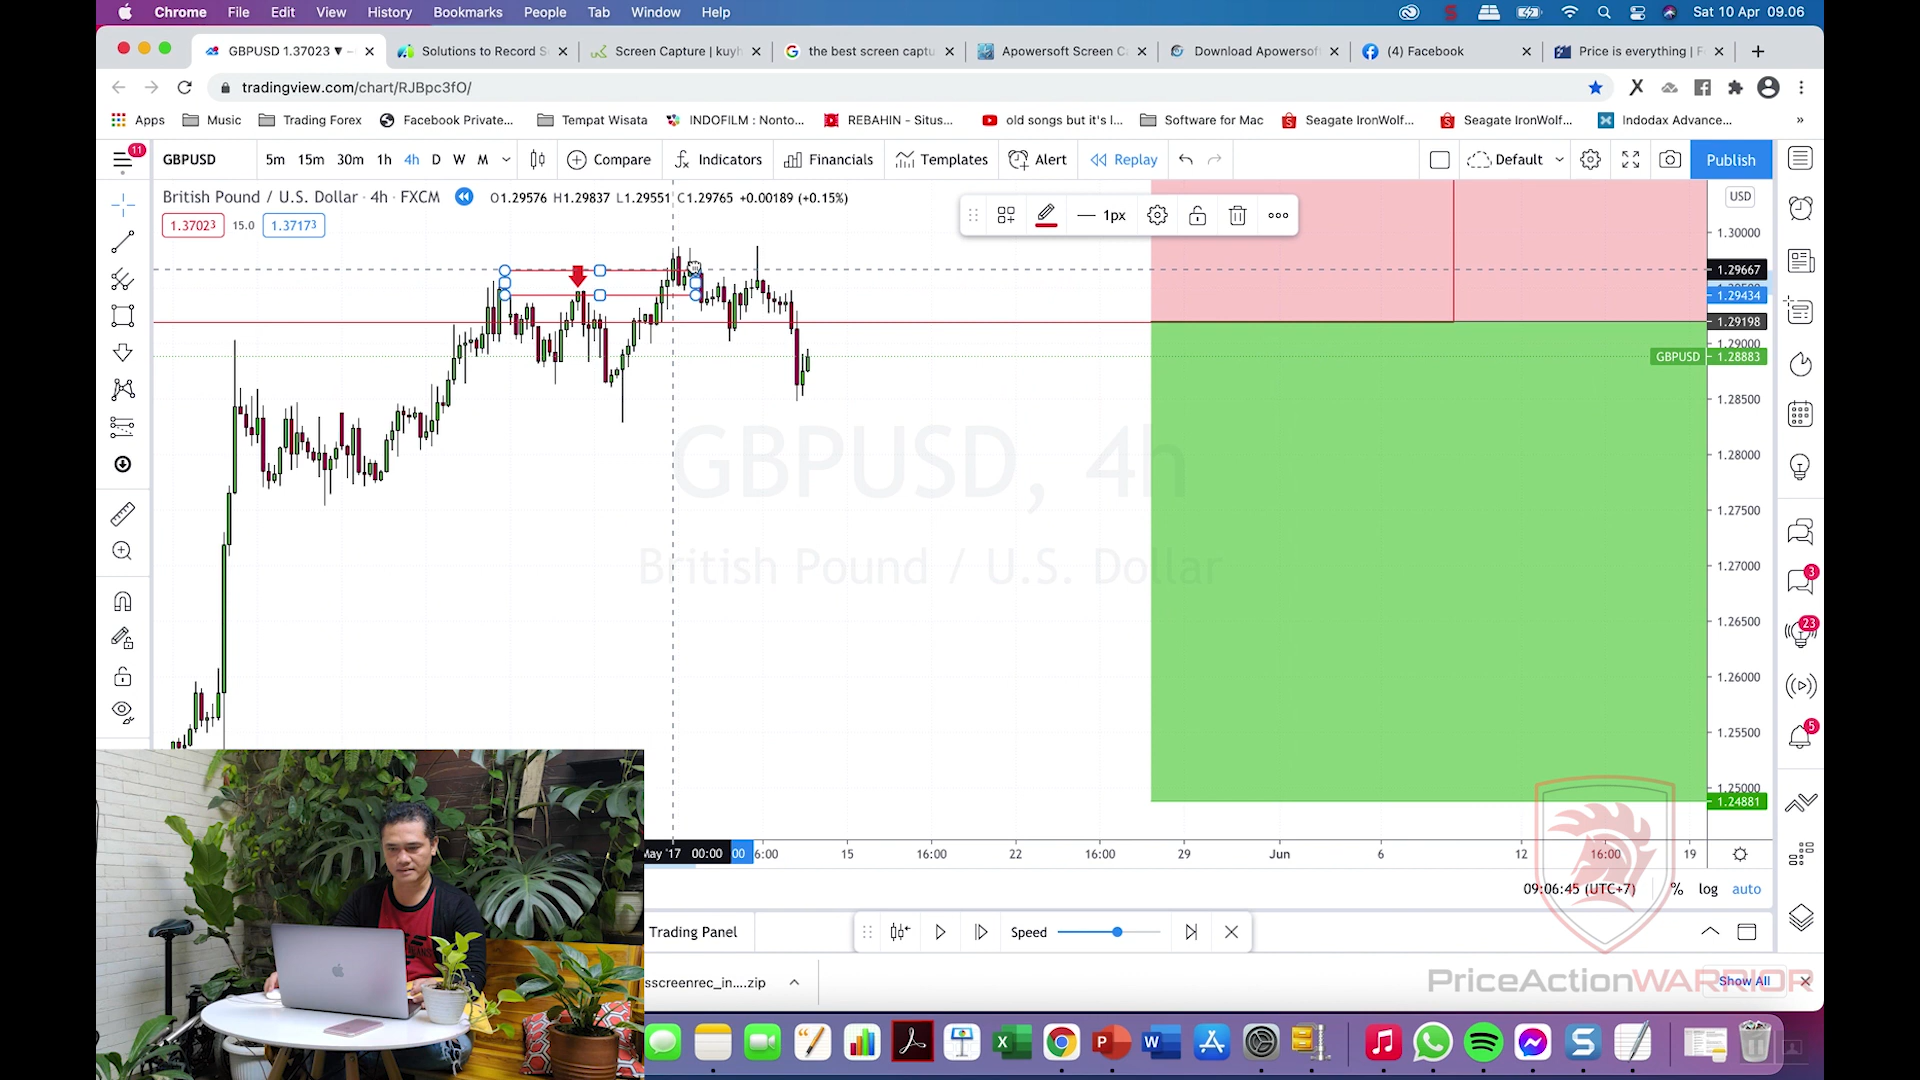 Chrome File Edit View History Bookmarks People Tab Window Help Sat 10 Apr 09.06
GBPUSD 1.37023 ▼ Solutions to Record S Screen Capture | kuyh the best screen captu Apowersoft Screen C Download Apowersof (4) Facebook Price is everything | F
tradingview.com/chart/RJBpc3fO/
Apps Music Trading Forex Facebook Private... Tempat Wisata INDOFILM : Nonto... REBAHIN - Situs... old songs but it's l... Software for Mac Seagate IronWolf... Seagate IronWolf... Indodax Advance... »
11 GBPUSD 5m 15m 30m 1h 4h D W M Compare Indicators Financials Templates Alert Replay Default Publish
British Pound / U.S. Dollar · 4h · FXCM O1.29576 H1.29837 L1.29551 C1.29765 +0.00189 (+0.15%) USD
1.37023 15.0 1.37173 1px
1.30000
1.29667
1.29434
1.29198
1.29000
GBPUSD 1.28883
1.28500
1.28000
1.27500
1.27000
1.26500
1.26000
1.25500
1.25000
1.24881
GBPUSD, 4h
British Pound / U.S. Dollar
3
23
5
May '17 00:00 00 6:00 15 16:00 22 16:00 29 Jun 6 12 16:00 19
09:06:45 (UTC+7) % log auto
Trading Panel Speed
sscreenrec_in....zip PriceActionWARRIOR Show All